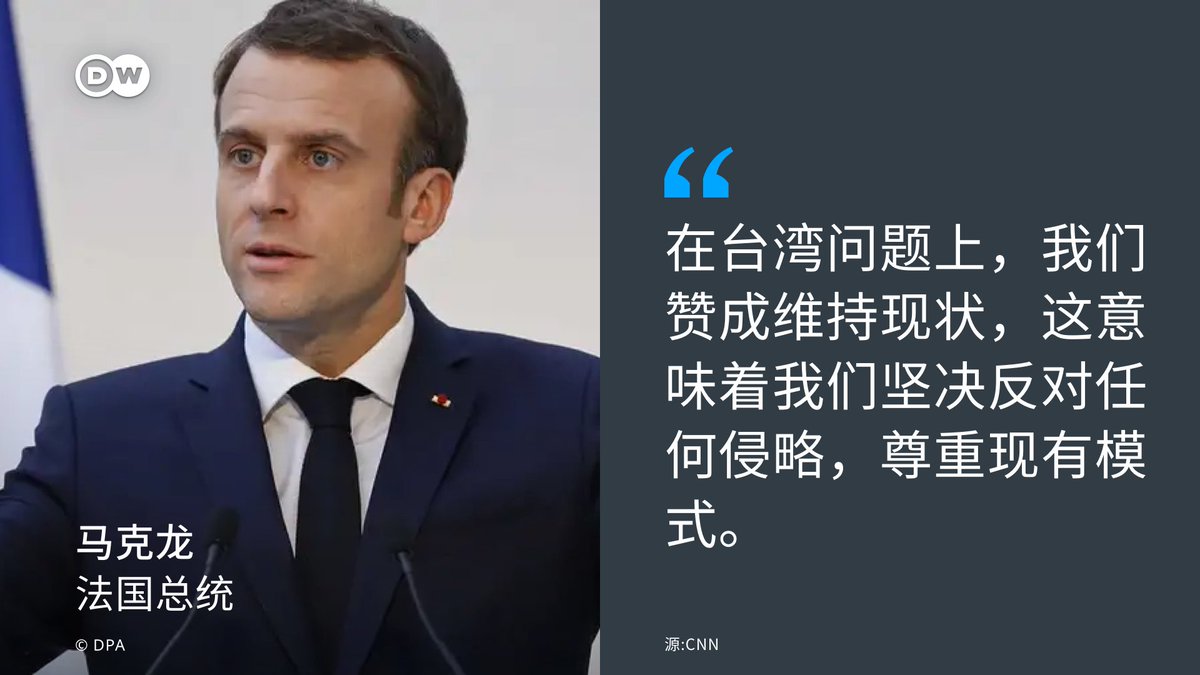 DW
在台湾问题上，我们
赞成维持现状，这意
味着我们坚决反对任
何侵略，尊重现有模
式。
马克龙
法国总统
© DPA
源:CNN